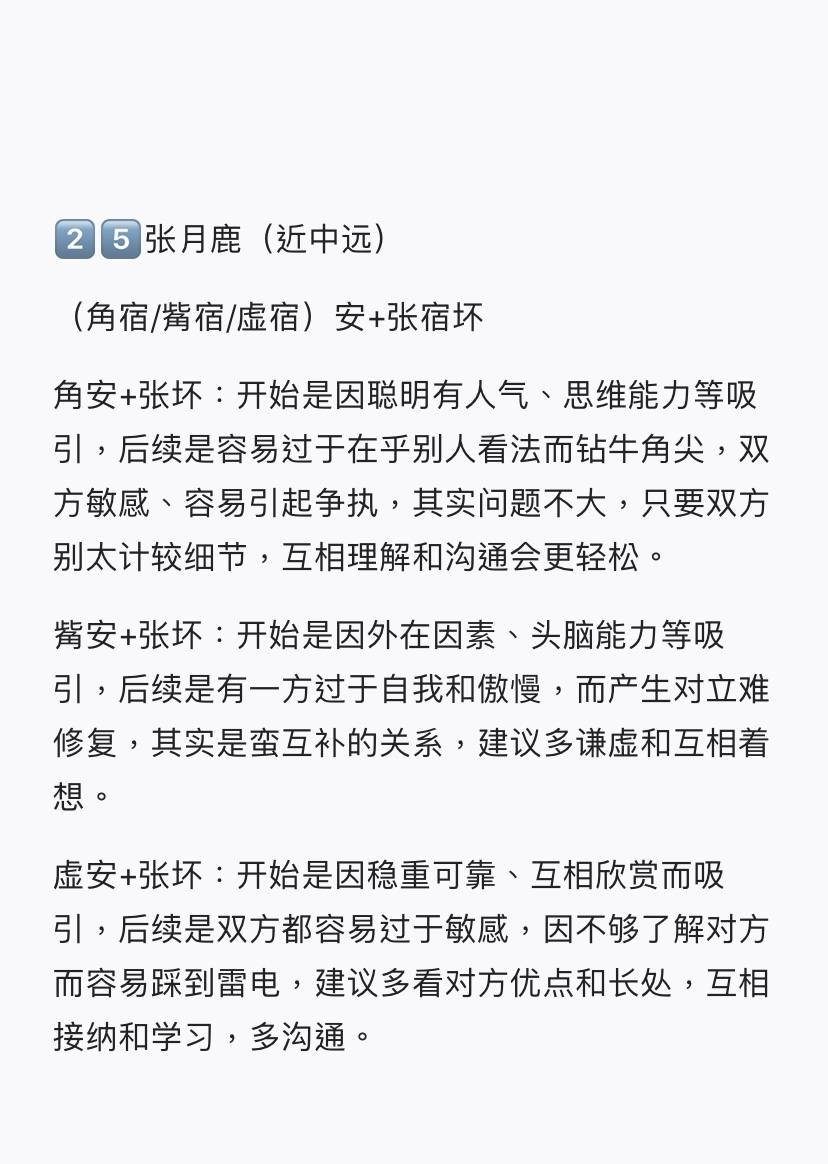 2️⃣5️⃣张月鹿（近中远）
（角宿/觜宿/虚宿）安+张宿坏
角安+张坏：开始是因聪明有人气、思维能力等吸
引，后续是容易过于在乎别人看法而钻牛角尖，双
方敏感、容易引起争执，其实问题不大，只要双方
别太计较细节，互相理解和沟通会更轻松。
觜安+张坏：开始是因外在因素、头脑能力等吸
引，后续是有一方过于自我和傲慢，而产生对立难
修复，其实是蛮互补的关系，建议多谦虚和互相着
想。
虚安+张坏：开始是因稳重可靠、互相欣赏而吸
引，后续是双方都容易过于敏感，因不够了解对方
而容易踩到雷电，建议多看对方优点和长处，互相
接纳和学习，多沟通。